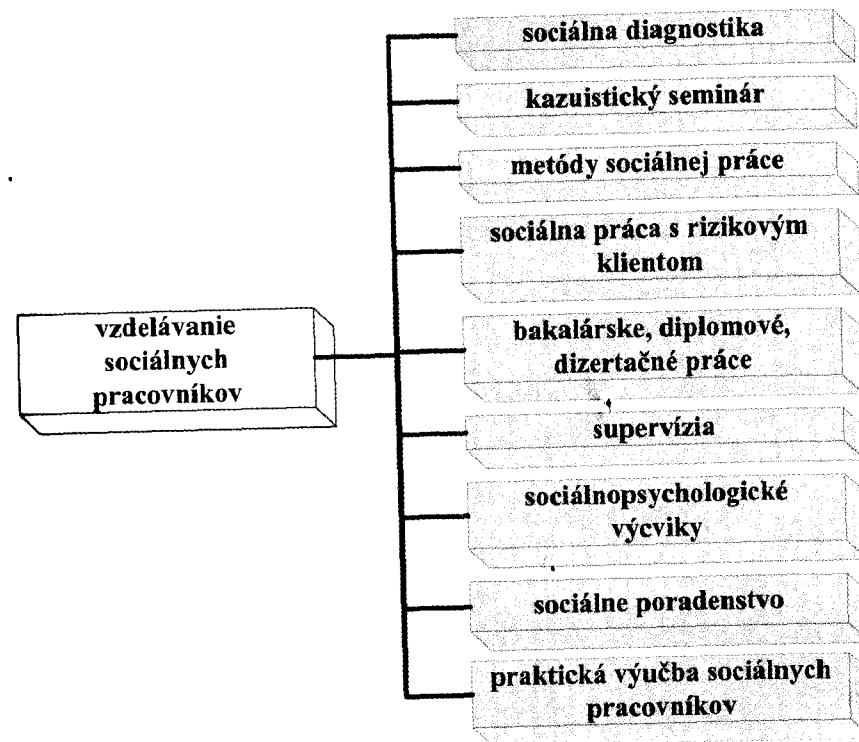 sociálna diagnostika
kazuistický seminár
metódy sociálnej práce
sociálna práca s rizikovým
klientom
vzdelávanie
sociálnych
pracovníkov
bakalárske, diplomové,
dizertačné práce
supervízia
sociálnopsychologické
výcviky
sociálne poradenstvo
praktická výučba sociálnych
pracovníkov